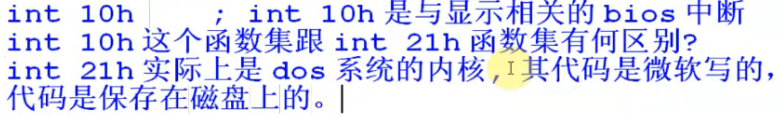 int 10h    ; int 10h是与显示相关的bios中断
int 10h这个函数集跟int 21h函数集有何区别?
int 21h实际上是dos系统的内核,其代码是微软写的,
代码是保存在磁盘上的。